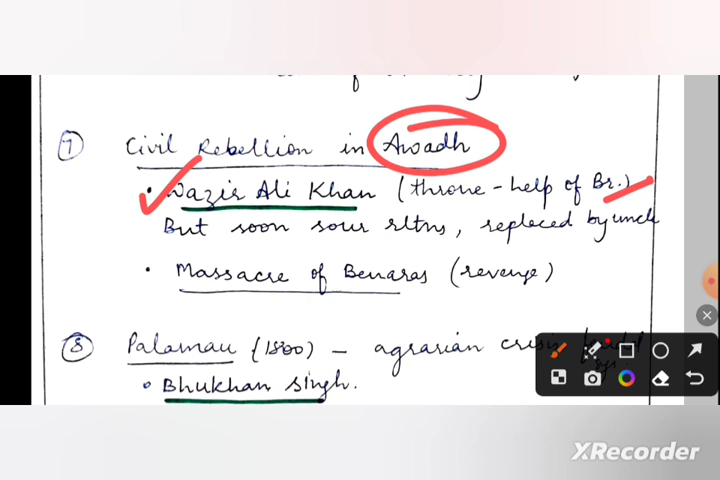 7 Civil Rebellion in Awadh
• Wazir Ali Khan (throne - help of Br.)
But soon sour rltns, replaced by uncle
• Massacre of Benaras (revenge)
8 Palamau (1800) - agrarian crisis
• Bhukhan Singh.
XRecorder